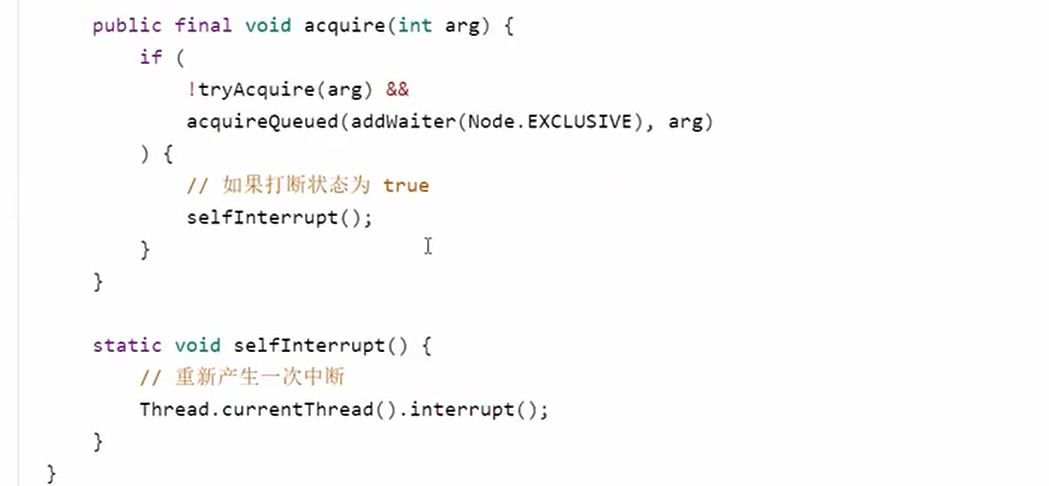 public final void acquire(int arg) {
if (
!tryAcquire(arg) &&
acquireQueued(addWaiter(Node.EXCLUSIVE), arg)
) {
// 如果打断状态为 true
selfInterrupt();
}
}
static void selfInterrupt() {
// 重新产生一次中断
Thread.currentThread().interrupt();
}
}